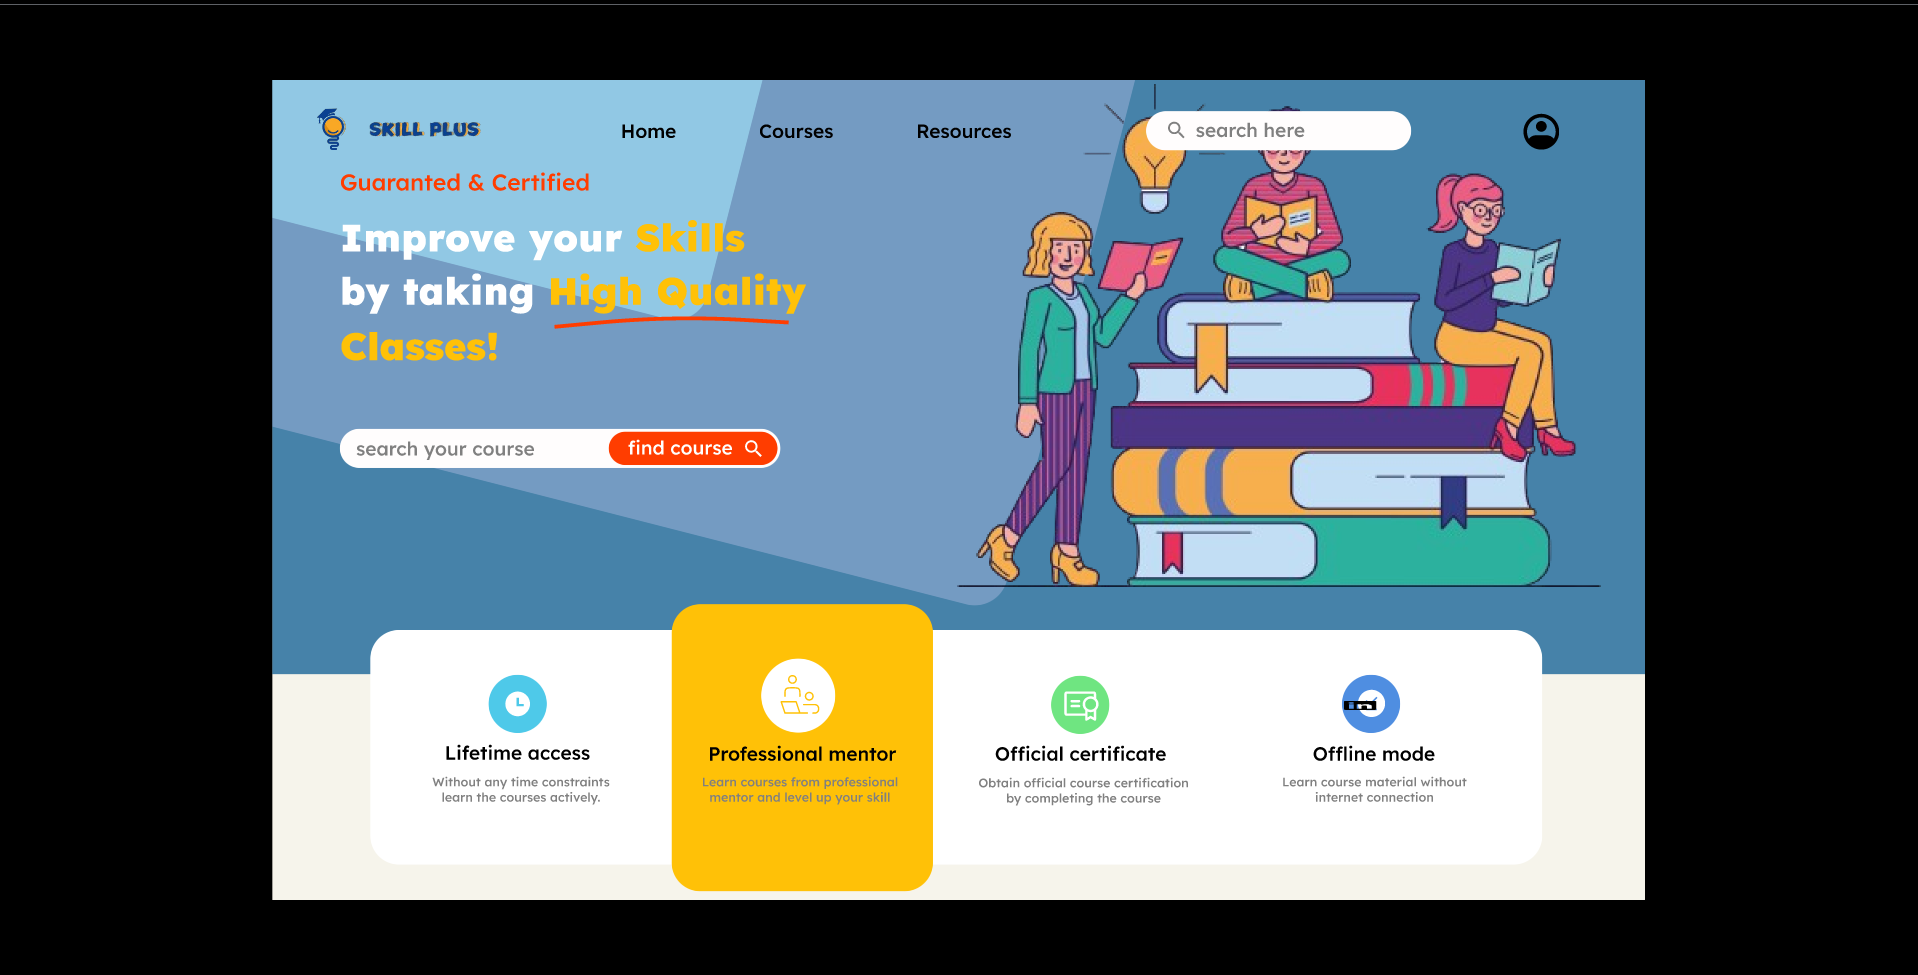 SKILL PLUS
Home
Courses
Resources
search here
Guaranted & Certified
Improve your Skills
by taking High Quality
Classes!
search your course
find course
Lifetime access
Without any time constraints
learn the courses actively.
Professional mentor
Learn courses from professional
mentor and level up your skill
Official certificate
Obtain official course certification
by completing the course
Offline mode
Learn course material without
internet connection